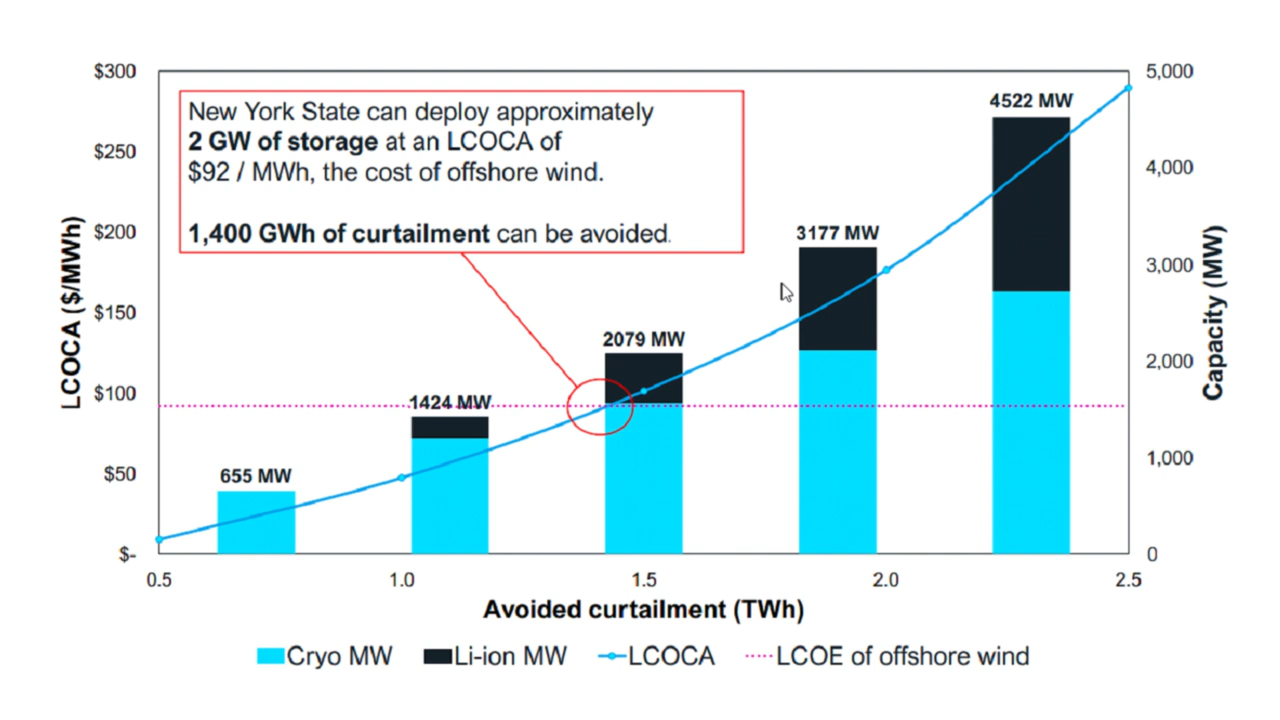 $300
$250
$200
$150
$100
$50
$-
LCOCA ($/MWh)
New York State can deploy approximately
2 GW of storage at an LCOCA of
$92 / MWh, the cost of offshore wind.
1,400 GWh of curtailment can be avoided.
655 MW
1424 MW
2079 MW
3177 MW
4522 MW
5,000
4,000
3,000
2,000
1,000
0
Capacity (MW)
0.5 1.0 1.5 2.0 2.5
Avoided curtailment (TWh)
Cryo MW Li-ion MW LCOCA LCOE of offshore wind